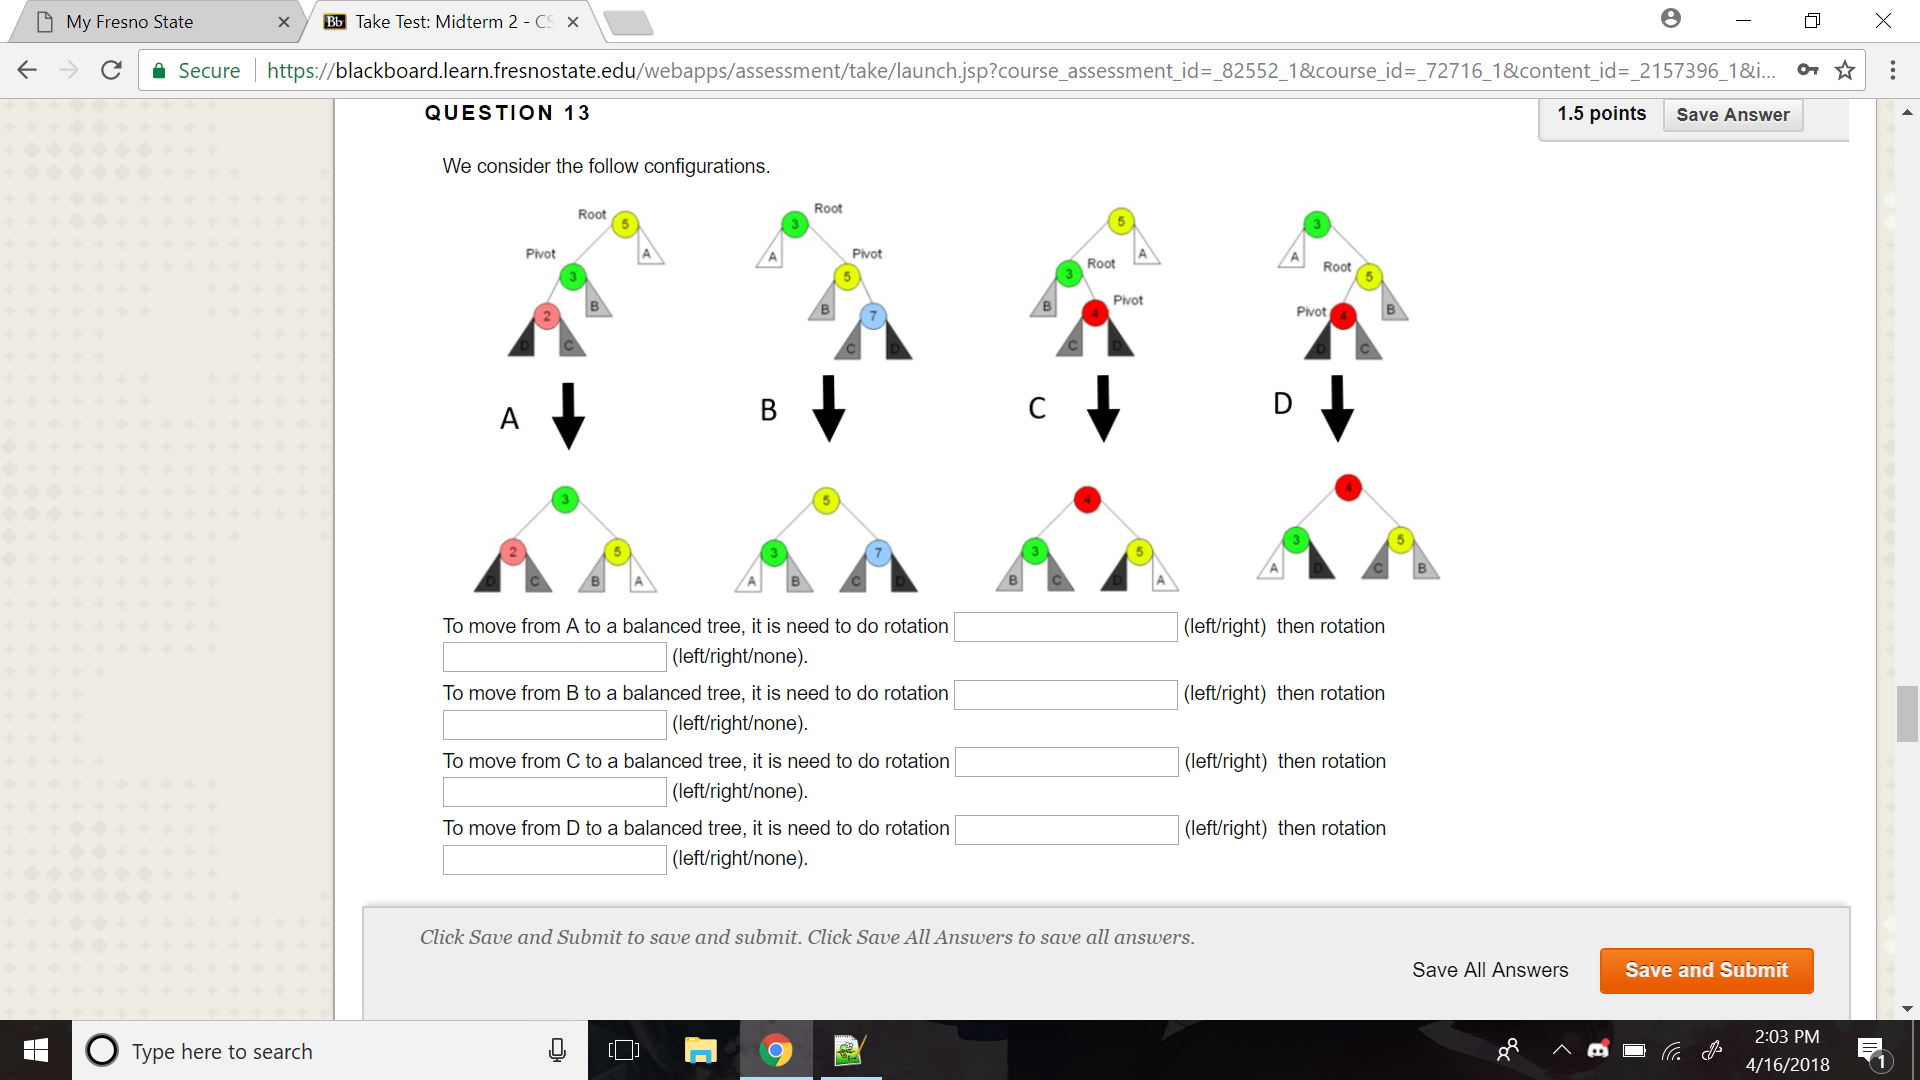 My Fresno State
Bb Take Test: Midterm 2 - CS
Secure https://blackboard.learn.fresnostate.edu/webapps/assessment/take/launch.jsp?course_assessment_id=_82552_1&course_id=_72716_1&content_id=_2157396_1&i...
QUESTION 13
1.5 points Save Answer
We consider the follow configurations.
Root 5 A
Pivot 3 B
2
D C
3 Root
A Pivot
5 B
7
C D
5 A
3 Root
B 4 Pivot
C D
3
A Root 5
Pivot 4 B
D C
A B C D
3
2 5
D C B A
5
3 7
A B C D
4
3 5
B C D A
4
3 5
A D C B
To move from A to a balanced tree, it is need to do rotation (left/right) then rotation
(left/right/none).
To move from B to a balanced tree, it is need to do rotation (left/right) then rotation
(left/right/none).
To move from C to a balanced tree, it is need to do rotation (left/right) then rotation
(left/right/none).
To move from D to a balanced tree, it is need to do rotation (left/right) then rotation
(left/right/none).
Click Save and Submit to save and submit. Click Save All Answers to save all answers.
Save All Answers Save and Submit
Type here to search
2:03 PM
4/16/2018
1